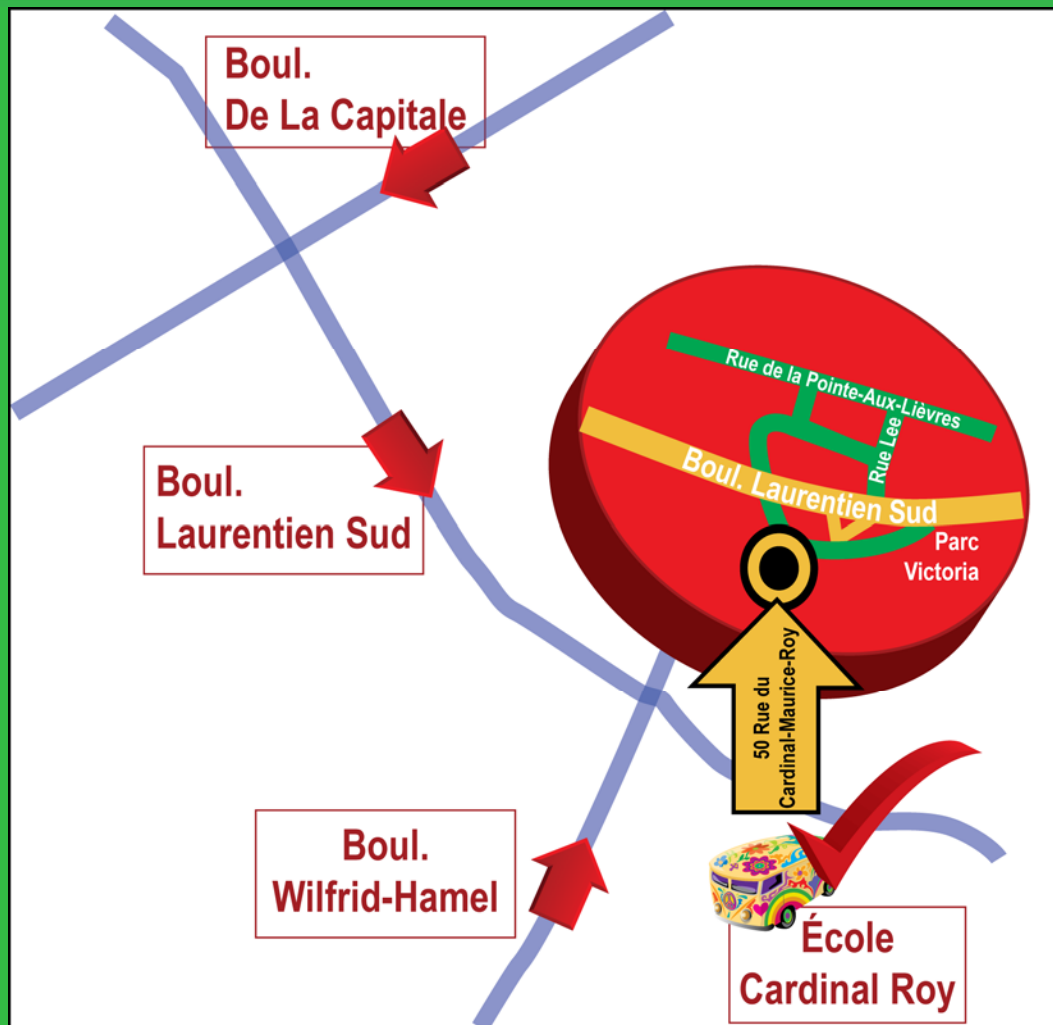 Boul.
De La Capitale
Rue de la Pointe-Aux-Lièvres
Rue Lee
Boul. Laurentien Sud
Parc
Victoria
Boul.
Laurentien Sud
50 Rue du
Cardinal-Maurice-Roy
Boul.
Wilfrid-Hamel
École
Cardinal Roy